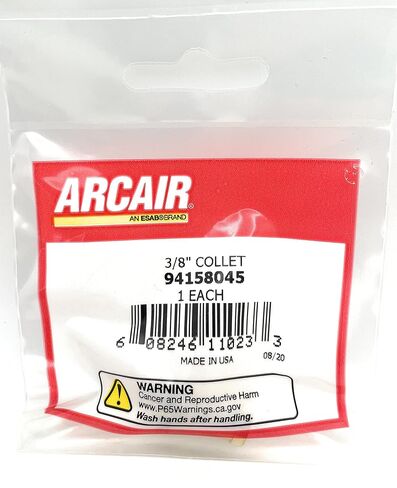 ARCAIR®
AN ESAB® BRAND
3/8" COLLET
94158045
1 EACH
6 08246 11023 3
MADE IN USA
08/20
WARNING
Cancer and Reproductive Harm
www.P65Warnings.ca.gov
Wash hands after handling.